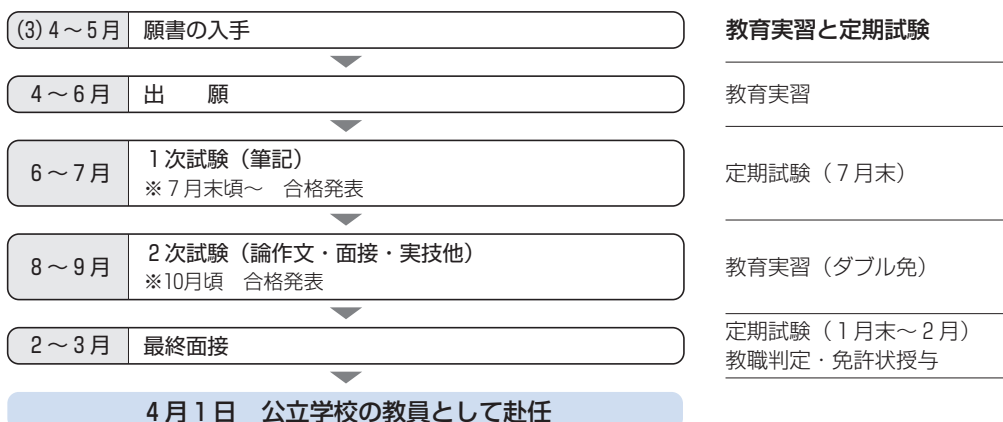 (3) 4～5月 願書の入手
4～6月 出　願
6～7月 1次試験（筆記）
※7月末頃～　合格発表
8～9月 2次試験（論作文・面接・実技他）
※10月頃　合格発表
2～3月 最終面接
4月1日　公立学校の教員として赴任
教育実習と定期試験
教育実習
定期試験（7月末）
教育実習（ダブル免）
定期試験（1月末～2月）
教職判定・免許状授与